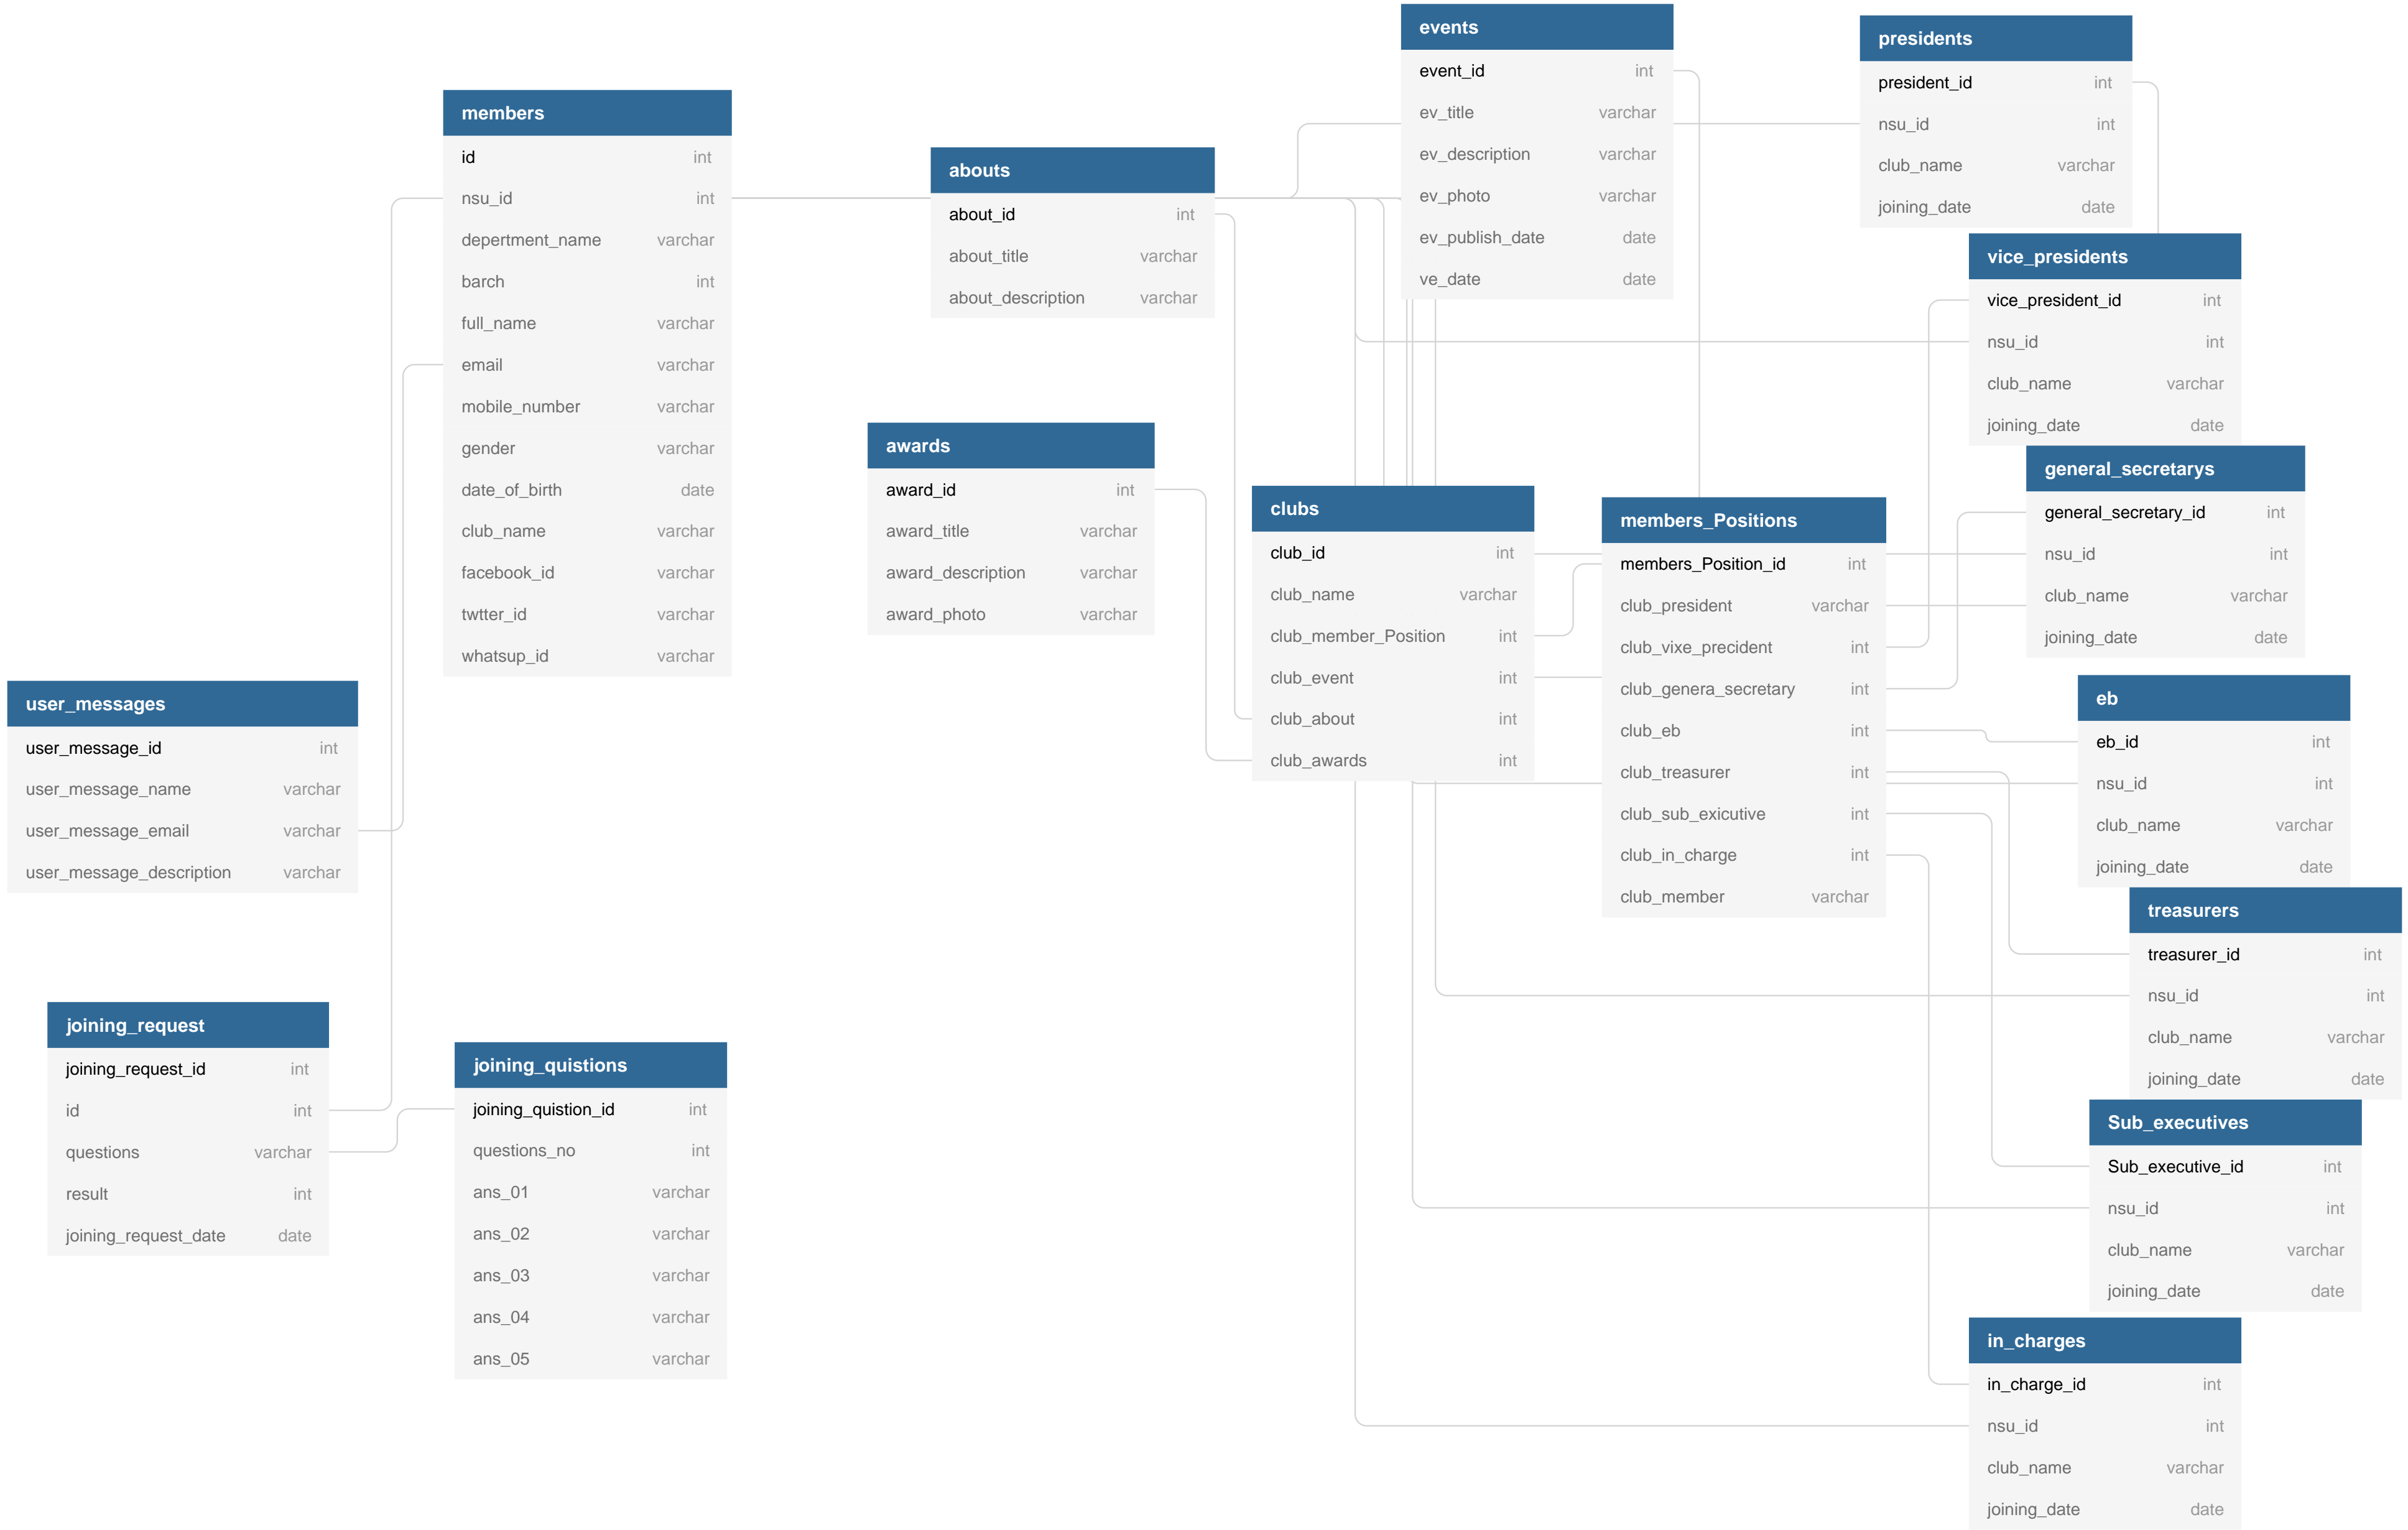 members
id int
nsu_id int
depertment_name varchar
barch int
full_name varchar
email varchar
mobile_number varchar
gender varchar
date_of_birth date
club_name varchar
facebook_id varchar
twtter_id varchar
whatsup_id varchar
user_messages
user_message_id int
user_message_name varchar
user_message_email varchar
user_message_description varchar
joining_request
joining_request_id int
id int
questions varchar
result int
joining_request_date date
joining_quistions
joining_quistion_id int
questions_no int
ans_01 varchar
ans_02 varchar
ans_03 varchar
ans_04 varchar
ans_05 varchar
abouts
about_id int
about_title varchar
about_description varchar
awards
award_id int
award_title varchar
award_description varchar
award_photo varchar
events
event_id int
ev_title varchar
ev_description varchar
ev_photo varchar
ev_publish_date date
ve_date date
clubs
club_id int
club_name varchar
club_member_Position int
club_event int
club_about int
club_awards int
members_Positions
members_Position_id int
club_president varchar
club_vixe_precident int
club_genera_secretary int
club_eb int
club_treasurer int
club_sub_exicutive int
club_in_charge int
club_member varchar
presidents
president_id int
nsu_id int
club_name varchar
joining_date date
vice_presidents
vice_president_id int
nsu_id int
club_name varchar
joining_date date
general_secretarys
general_secretary_id int
nsu_id int
club_name varchar
joining_date date
eb
eb_id int
nsu_id int
club_name varchar
joining_date date
treasurers
treasurer_id int
nsu_id int
club_name varchar
joining_date date
Sub_executives
Sub_executive_id int
nsu_id int
club_name varchar
joining_date date
in_charges
in_charge_id int
nsu_id int
club_name varchar
joining_date date